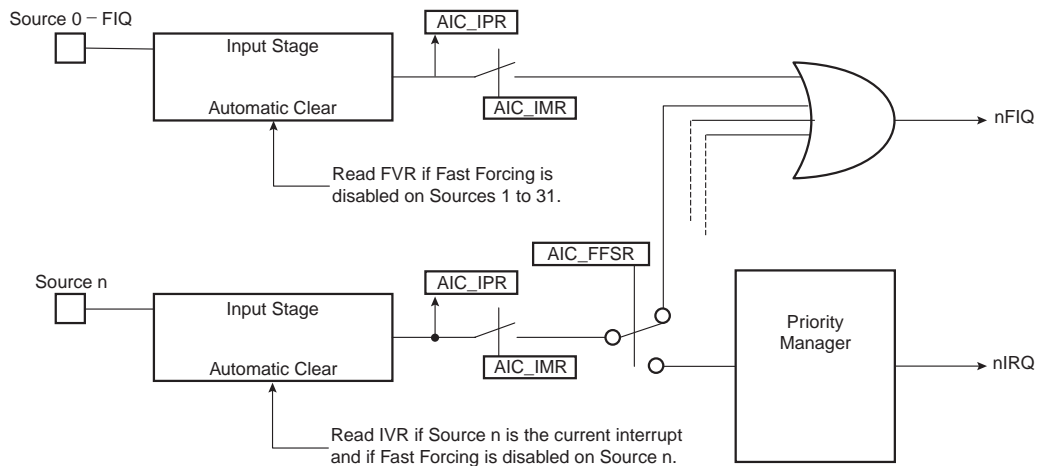 Source 0 – FIQ
AIC_IPR
Input Stage
Automatic Clear
AIC_IMR
nFIQ
Read FVR if Fast Forcing is
disabled on Sources 1 to 31.
AIC_FFSR
Source n
AIC_IPR
Input Stage
Priority
Manager
Automatic Clear
AIC_IMR
nIRQ
Read IVR if Source n is the current interrupt
and if Fast Forcing is disabled on Source n.